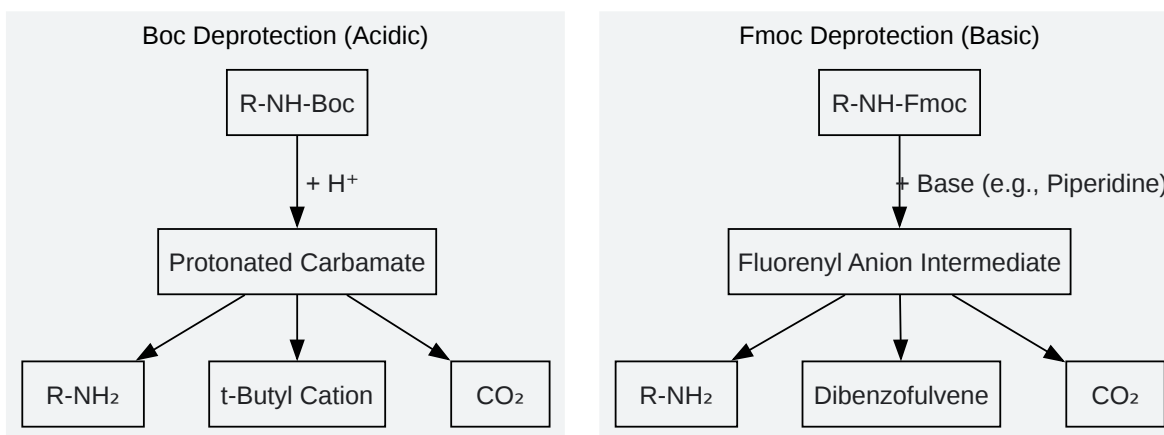 Boc Deprotection (Acidic)
R-NH-Boc
+ H⁺
Protonated Carbamate
R-NH₂
t-Butyl Cation
CO₂
Fmoc Deprotection (Basic)
R-NH-Fmoc
+ Base (e.g., Piperidine)
Fluorenyl Anion Intermediate
R-NH₂
Dibenzofulvene
CO₂